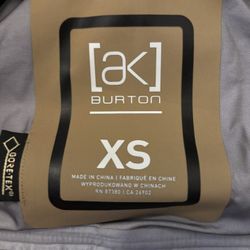 [ak]
BURTON
XS
MADE IN CHINA | FABRIQUÉ EN CHINE
WYPRODUKOWANO W CHINACH
RN 87380 | CA 26902
GORE-TEX